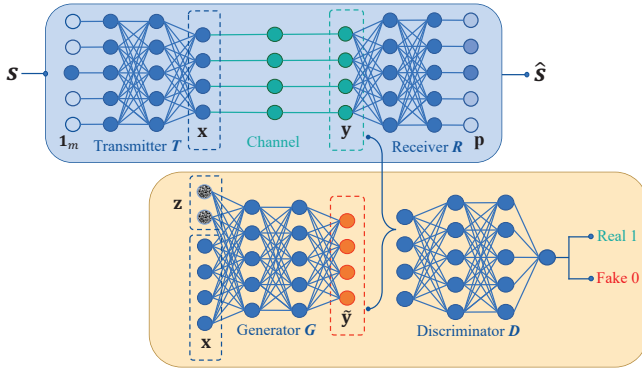 s
ŝ
1ₘ
Transmitter T
x
Channel
y
Receiver R
p
z
x
Generator G
ỹ
Discriminator D
Real 1
Fake 0